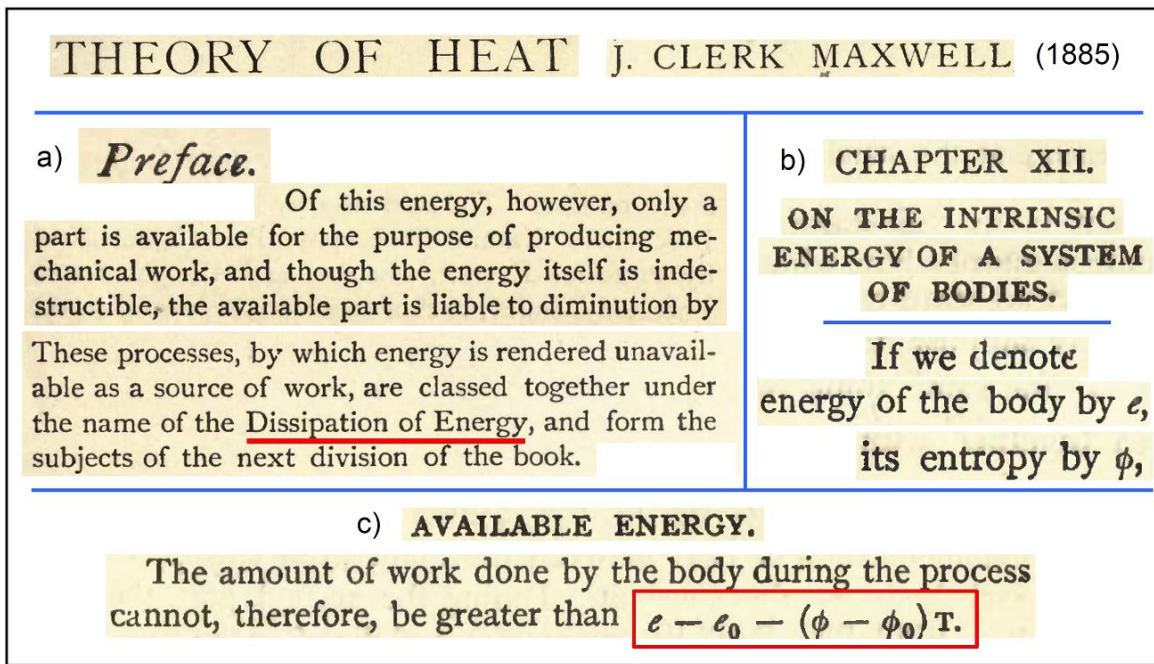 THEORY OF HEAT J. CLERK MAXWELL (1885)
a) Preface.
Of this energy, however, only a
part is available for the purpose of producing me-
chanical work, and though the energy itself is inde-
structible, the available part is liable to diminution by
These processes, by which energy is rendered unavail-
able as a source of work, are classed together under
the name of the Dissipation of Energy, and form the
subjects of the next division of the book.
b) CHAPTER XII.
ON THE INTRINSIC
ENERGY OF A SYSTEM
OF BODIES.
If we denote
energy of the body by e,
its entropy by ϕ,
c) AVAILABLE ENERGY.
The amount of work done by the body during the process
cannot, therefore, be greater than e − e₀ − (ϕ − ϕ₀) T.